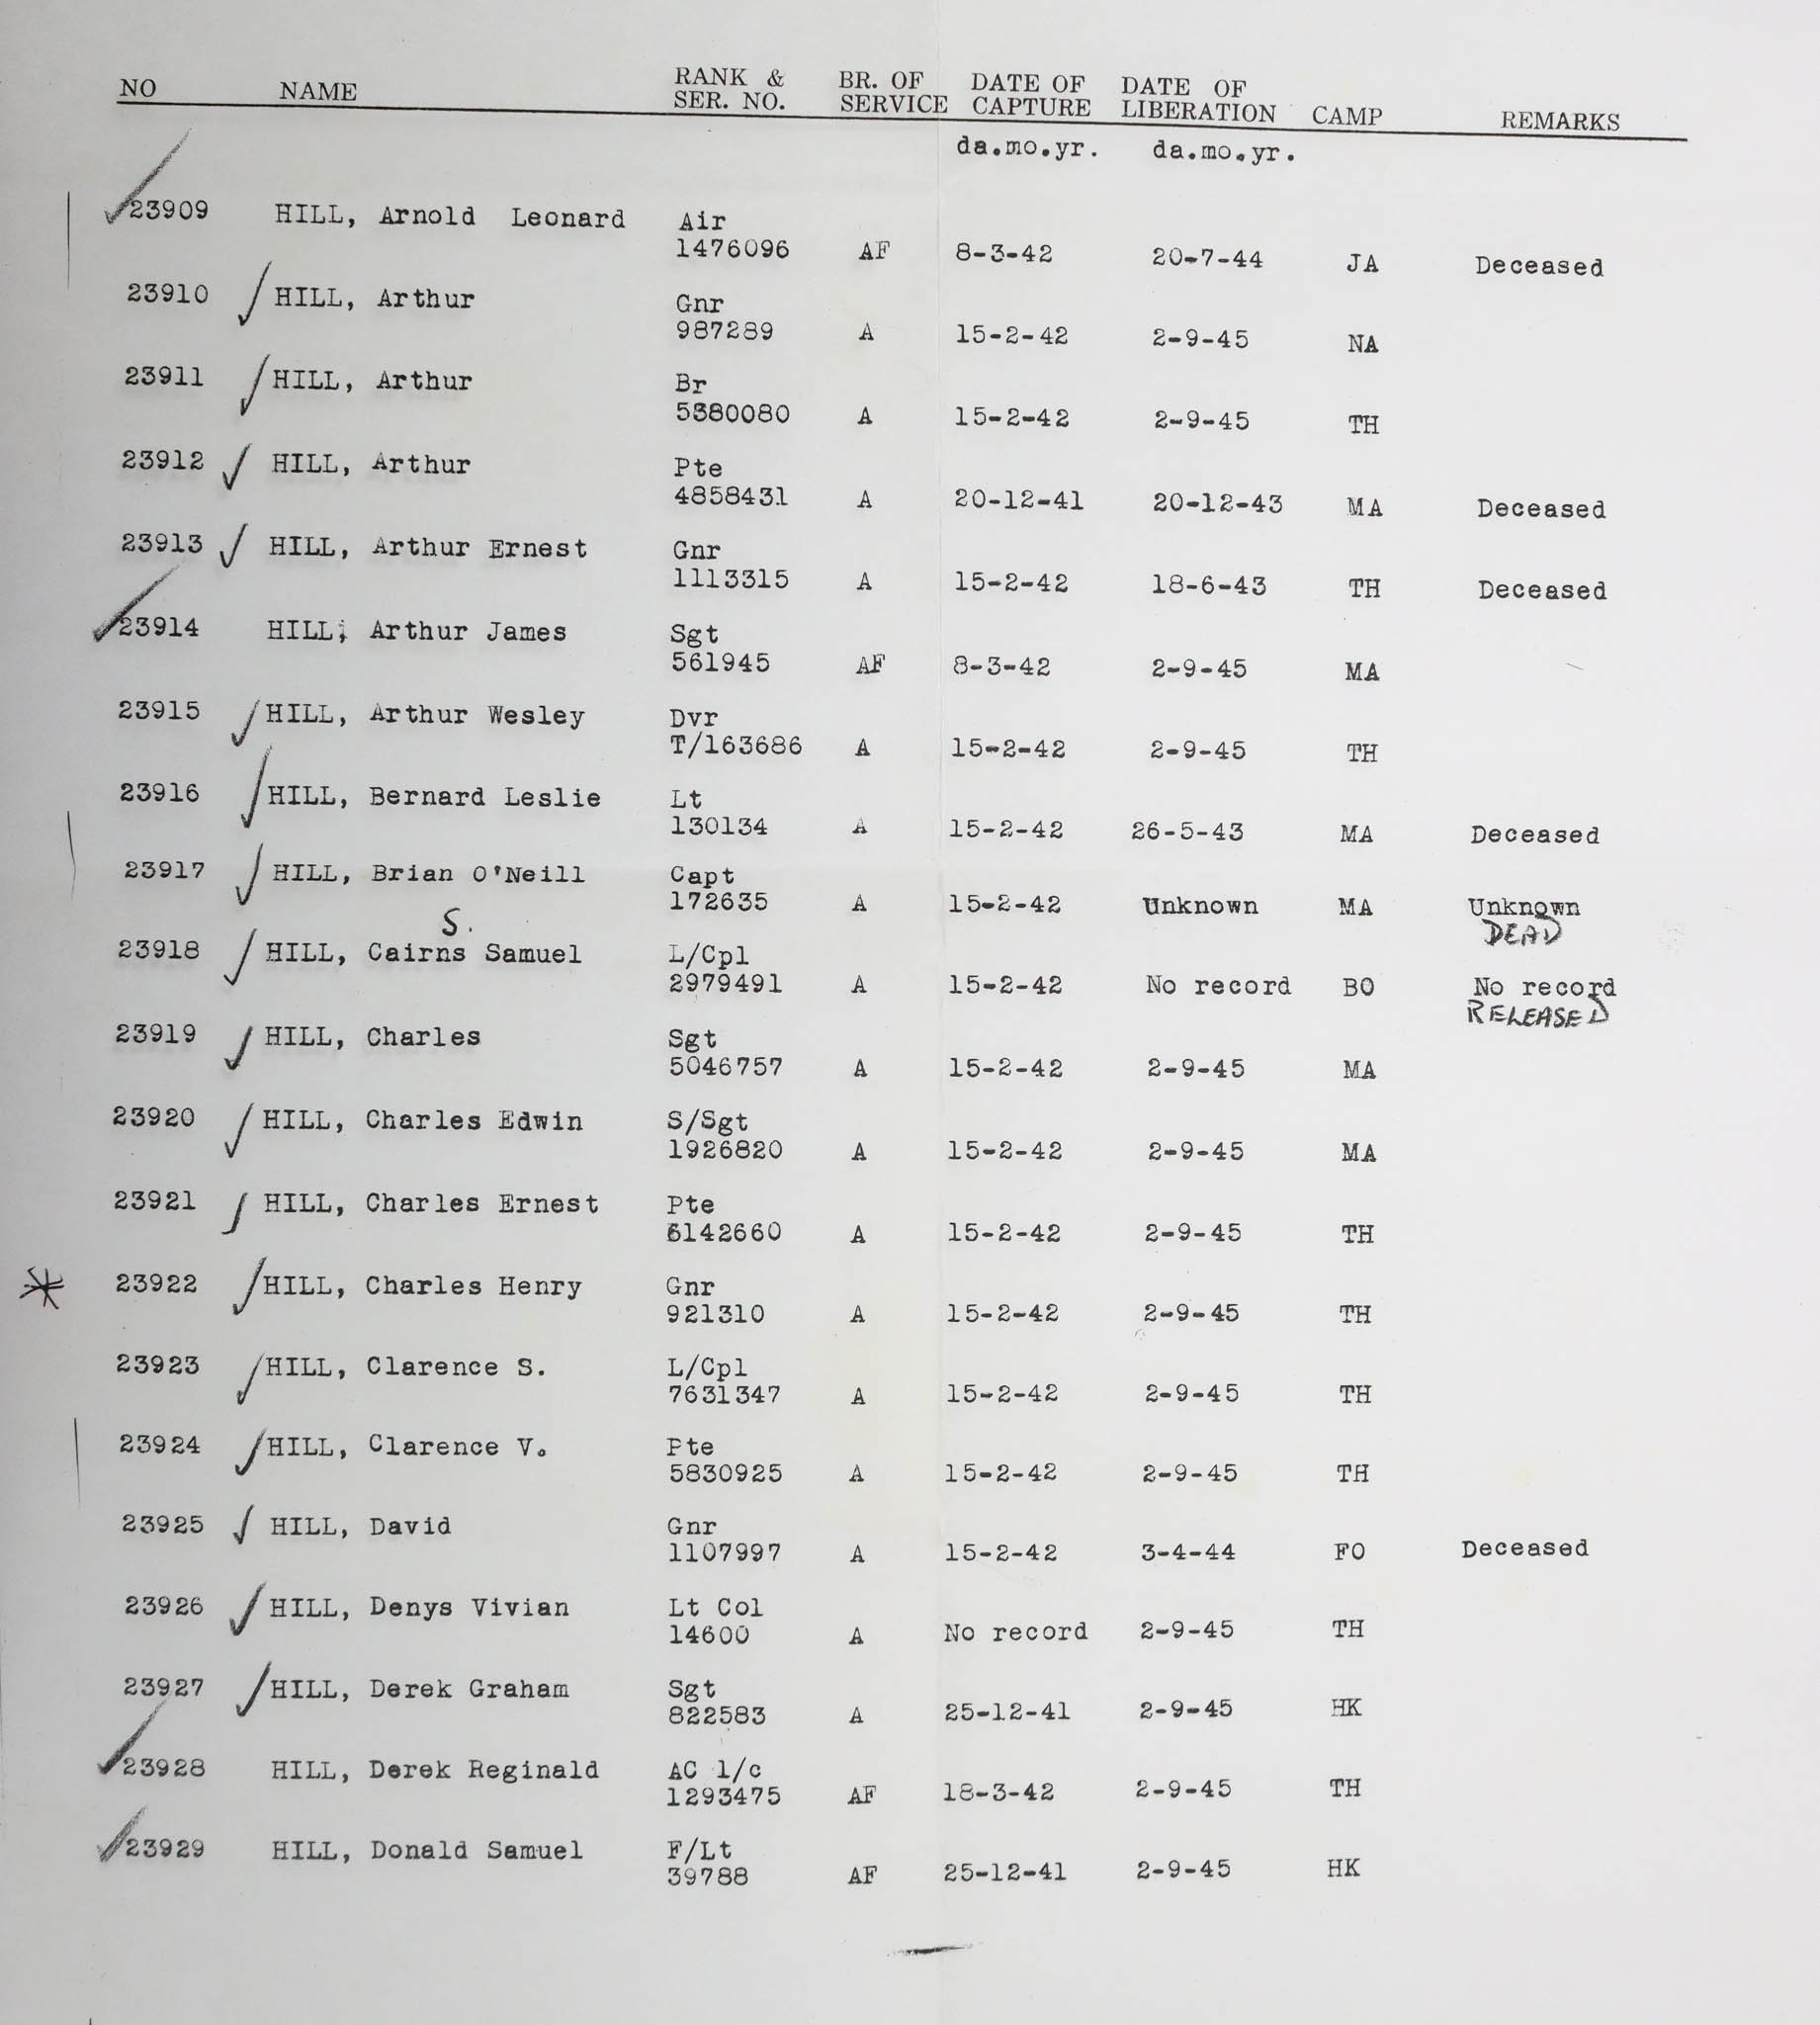 NO NAME RANK & SER. NO. BR. OF SERVICE DATE OF CAPTURE DATE OF LIBERATION CAMP REMARKS
da.mo.yr. da.mo.yr.
23909 HILL, Arnold Leonard Air
1476096 AF 8-3-42 20-7-44 JA Deceased
23910 HILL, Arthur Gnr
987289 A 15-2-42 2-9-45 NA
23911 HILL, Arthur Br
5380080 A 15-2-42 2-9-45 TH
23912 HILL, Arthur Pte
4858431 A 20-12-41 20-12-43 MA Deceased
23913 HILL, Arthur Ernest Gnr
1113315 A 15-2-42 18-6-43 TH Deceased
23914 HILL, Arthur James Sgt
561945 AF 8-3-42 2-9-45 MA
23915 HILL, Arthur Wesley Dvr
T/163686 A 15-2-42 2-9-45 TH
23916 HILL, Bernard Leslie Lt
130134 A 15-2-42 26-5-43 MA Deceased
23917 HILL, Brian O'Neill Capt
172635 A 15-2-42 Unknown MA Unknown
S. DEAD
23918 HILL, Cairns Samuel L/Cpl
2979491 A 15-2-42 No record BO No record
RELEASED
23919 HILL, Charles Sgt
5046757 A 15-2-42 2-9-45 MA
23920 HILL, Charles Edwin S/Sgt
1926820 A 15-2-42 2-9-45 MA
23921 HILL, Charles Ernest Pte
6142660 A 15-2-42 2-9-45 TH
* 23922 HILL, Charles Henry Gnr
921310 A 15-2-42 2-9-45 TH
23923 HILL, Clarence S. L/Cpl
7631347 A 15-2-42 2-9-45 TH
23924 HILL, Clarence V. Pte
5830925 A 15-2-42 2-9-45 TH
23925 HILL, David Gnr
1107997 A 15-2-42 3-4-44 FO Deceased
23926 HILL, Denys Vivian Lt Col
14600 A No record 2-9-45 TH
23927 HILL, Derek Graham Sgt
822583 A 25-12-41 2-9-45 HK
23928 HILL, Derek Reginald AC 1/c
1293475 AF 18-3-42 2-9-45 TH
23929 HILL, Donald Samuel F/Lt
39788 AF 25-12-41 2-9-45 HK